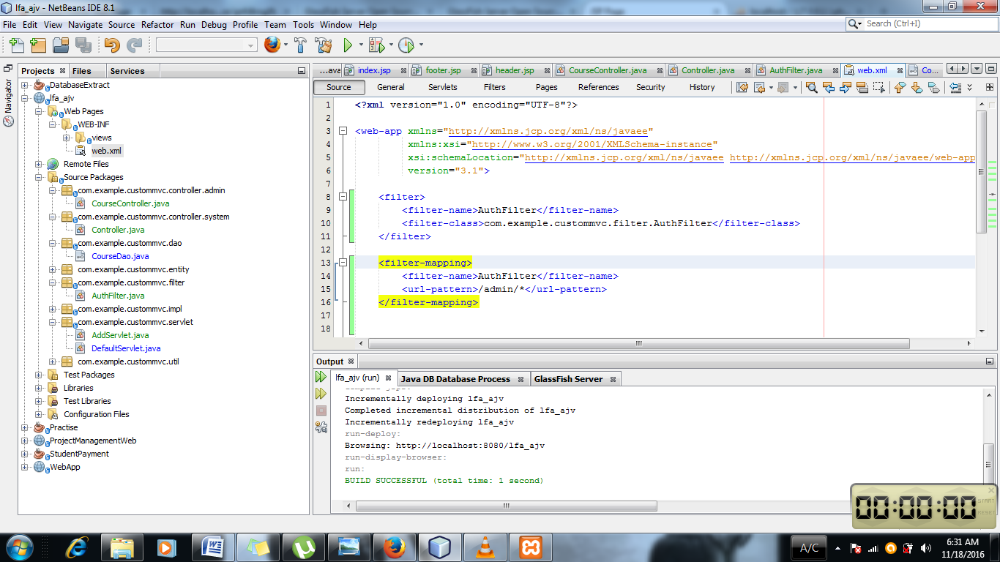 lfa_ajv - NetBeans IDE 8.1
File Edit View Navigate Source Refactor Run Debug Profile Team Tools Window Help
Search (Ctrl+I)
Navigator
Projects Files Services
DatabaseExtract
lfa_ajv
Web Pages
WEB-INF
views
web.xml
Remote Files
Source Packages
com.example.custommvc.controller.admin
CourseController.java
com.example.custommvc.controller.system
Controller.java
com.example.custommvc.dao
CourseDao.java
com.example.custommvc.entity
com.example.custommvc.filter
AuthFilter.java
com.example.custommvc.impl
com.example.custommvc.servlet
AddServlet.java
DefaultServlet.java
com.example.custommvc.util
Test Packages
Libraries
Test Libraries
Configuration Files
Practise
ProjectManagementWeb
StudentPayment
WebApp
...ava index.jsp footer.jsp header.jsp CourseController.java Controller.java AuthFilter.java web.xml Co...
Source General Servlets Filters Pages References Security History
1 <?xml version="1.0" encoding="UTF-8"?>
2
3 <web-app xmlns="http://xmlns.jcp.org/xml/ns/javaee"
4 xmlns:xsi="http://www.w3.org/2001/XMLSchema-instance"
5 xsi:schemaLocation="http://xmlns.jcp.org/xml/ns/javaee http://xmlns.jcp.org/xml/ns/javaee/web-app
6 version="3.1">
7
8 <filter>
9 <filter-name>AuthFilter</filter-name>
10 <filter-class>com.example.custommvc.filter.AuthFilter</filter-class>
11 </filter>
12
13 <filter-mapping>
14 <filter-name>AuthFilter</filter-name>
15 <url-pattern>/admin/*</url-pattern>
16 </filter-mapping>
17
18
Output
lfa_ajv (run) Java DB Database Process GlassFish Server
Incrementally deploying lfa_ajv
Completed incremental distribution of lfa_ajv
Incrementally redeploying lfa_ajv
run-deploy:
Browsing: http://localhost:8080/lfa_ajv
run-display-browser:
run:
BUILD SUCCESSFUL (total time: 1 second)
00:00:00
START
RESET
A/C
6:31 AM
11/18/2016